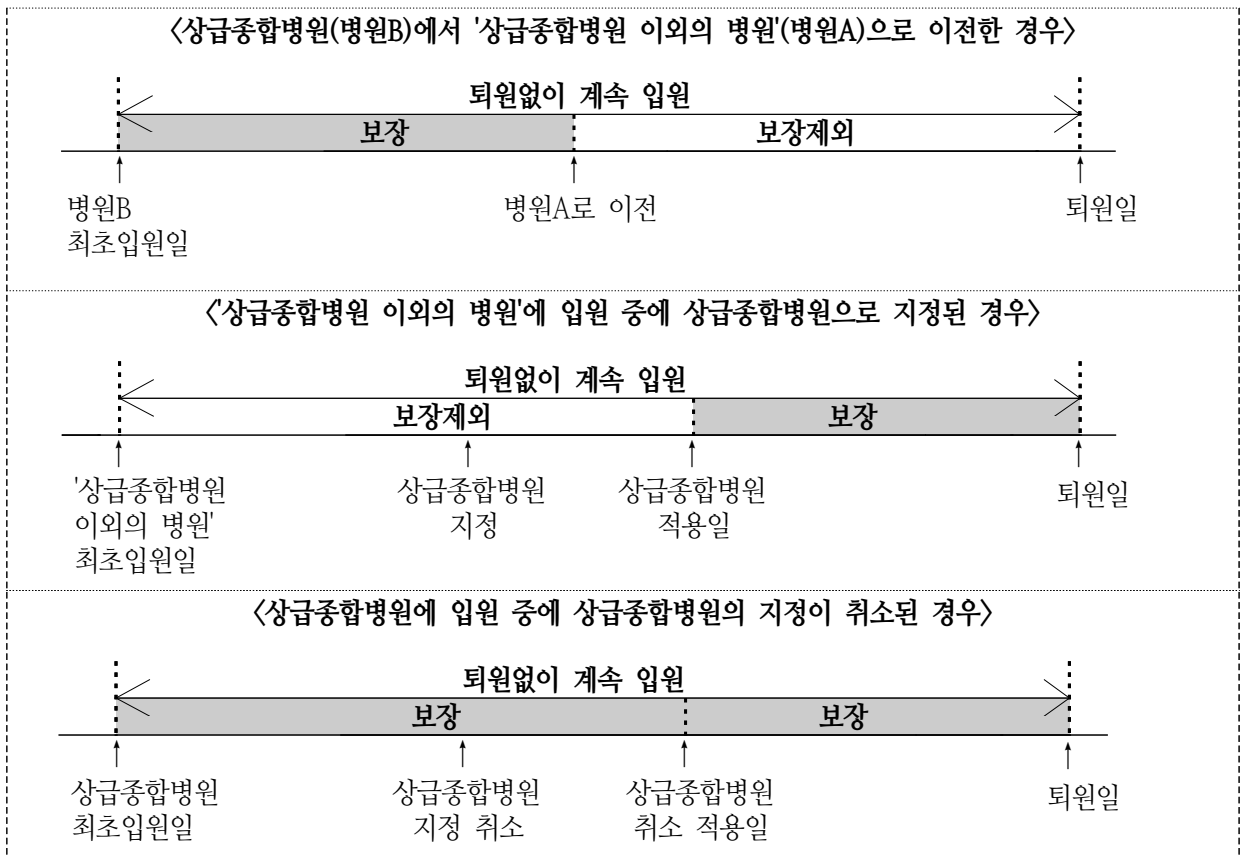 <상급종합병원(병원B)에서 '상급종합병원 이외의 병원'(병원A)으로 이전한 경우>
퇴원없이 계속 입원
보장 보장제외
병원B
최초입원일
병원A로 이전
퇴원일
<'상급종합병원 이외의 병원'에 입원 중에 상급종합병원으로 지정된 경우>
퇴원없이 계속 입원
보장제외 보장
'상급종합병원
이외의 병원'
최초입원일
상급종합병원
지정
상급종합병원
적용일
퇴원일
<상급종합병원에 입원 중에 상급종합병원의 지정이 취소된 경우>
퇴원없이 계속 입원
보장 보장
상급종합병원
최초입원일
상급종합병원
지정 취소
상급종합병원
취소 적용일
퇴원일